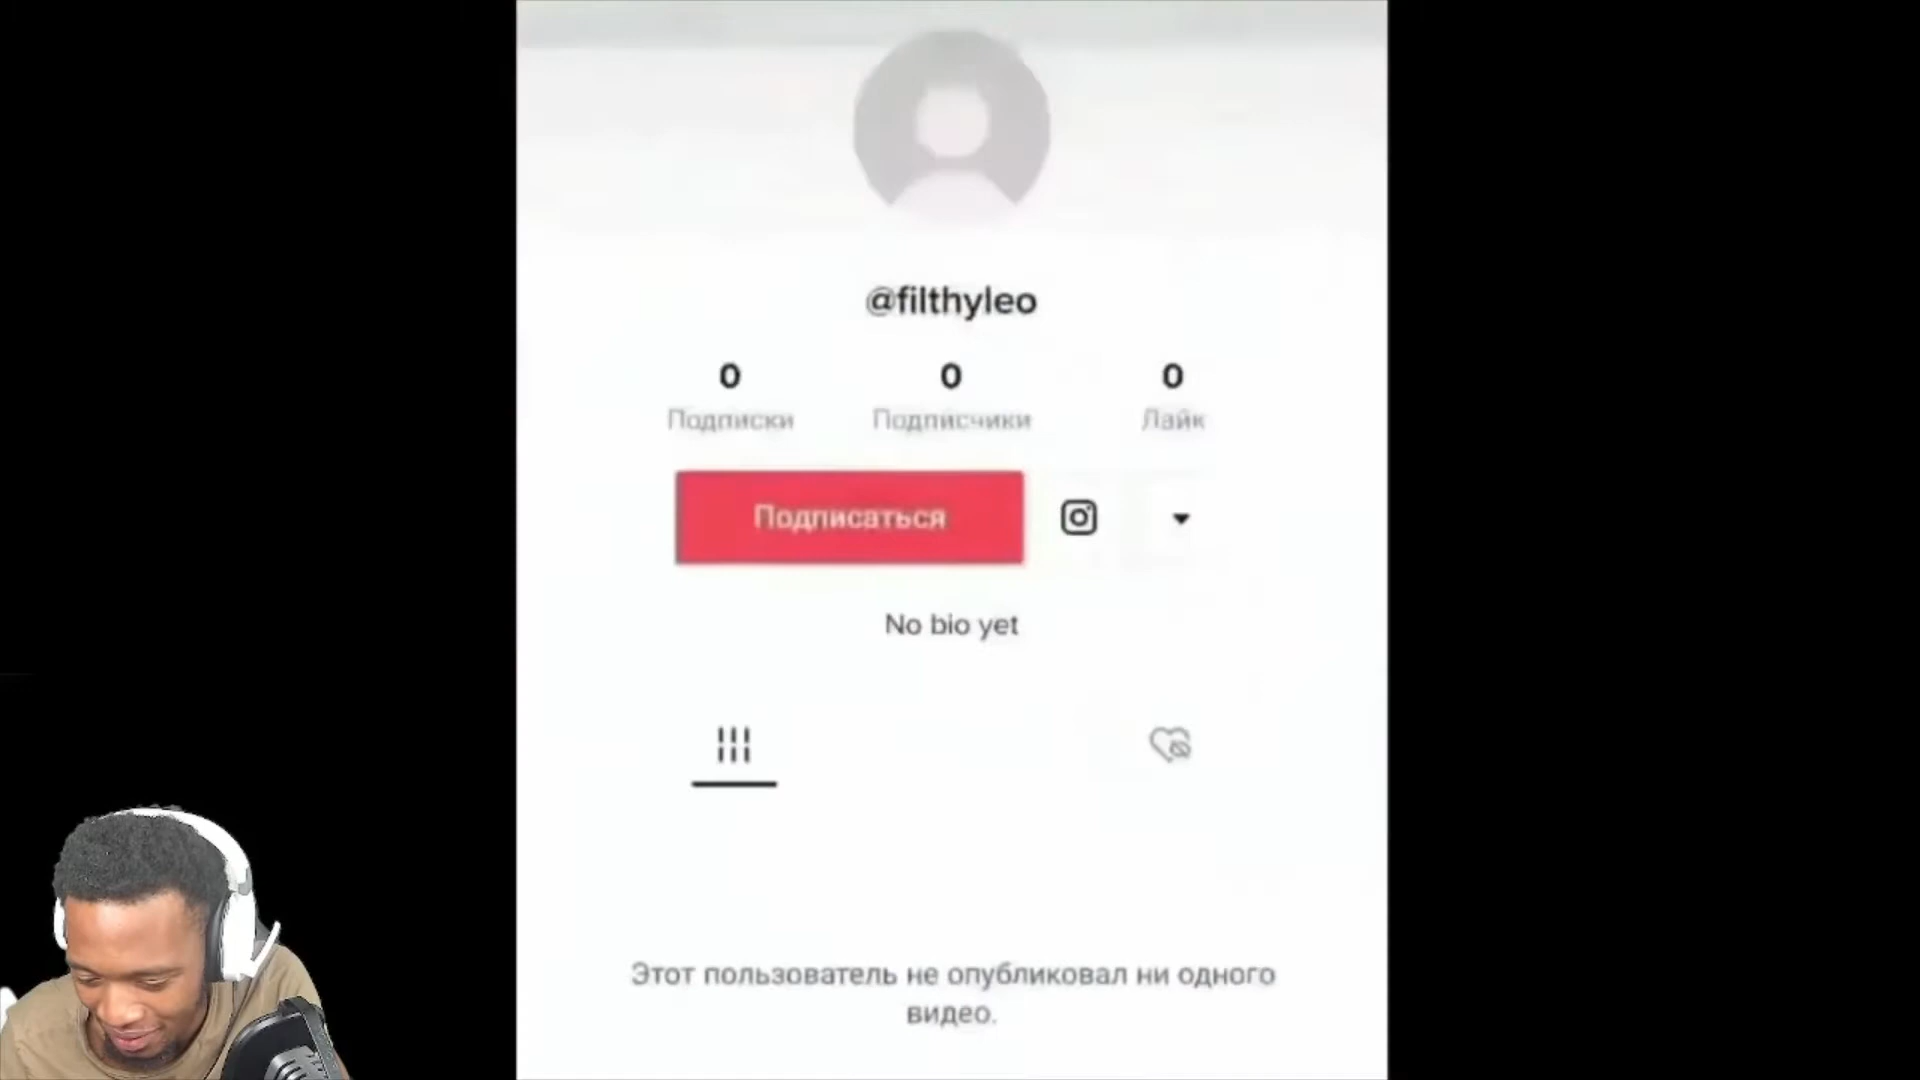 @filthyleo
0 0 0
Подписки Подписчики Лайк
Подписаться
No bio yet
Этот пользователь не опубликовал ни одного
видео.